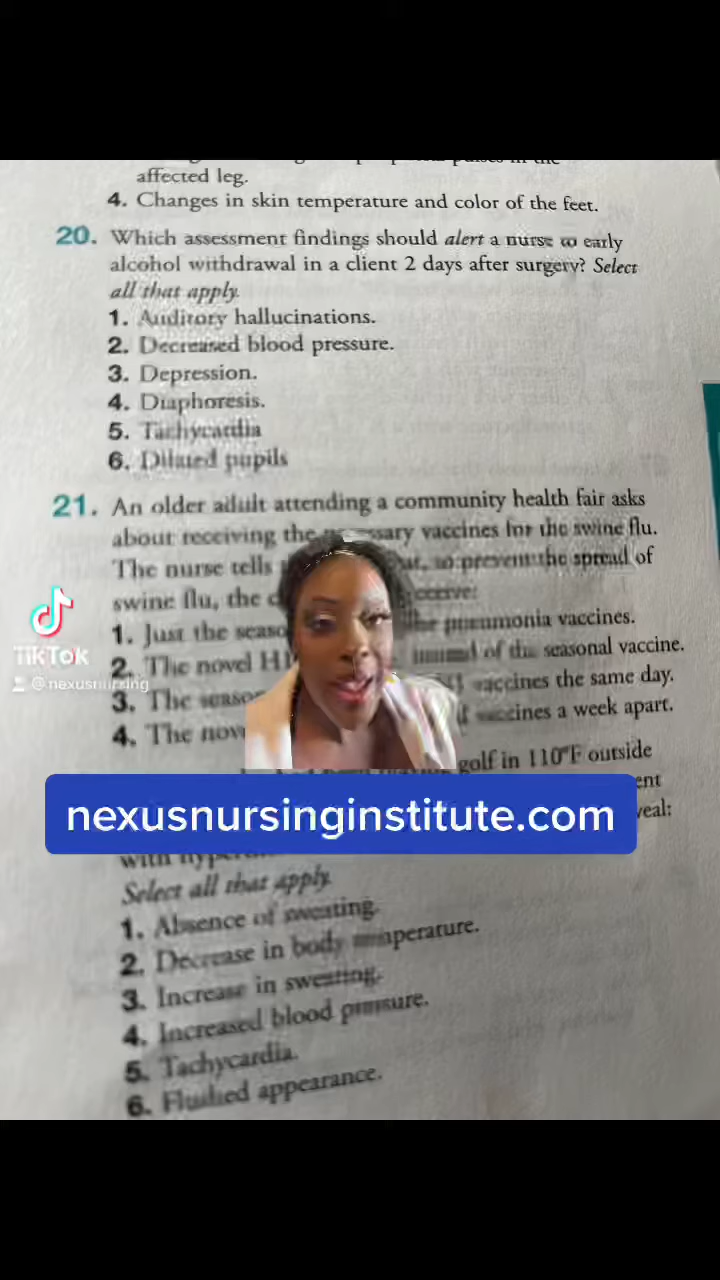 affected leg.
4. Changes in skin temperature and color of the feet.
20. Which assessment findings should alert a nurse to early
alcohol withdrawal in a client 2 days after surgery? Select
all that apply.
1. Auditory hallucinations.
2. Decreased blood pressure.
3. Depression.
4. Diaphoresis.
5. Tachycardia
6. Dilated pupils
21. An older adult attending a community health fair asks
about receiving the necessary vaccines for the swine flu.
The nurse tells to prevent the spread of
swine flu, the receive:
1. Just the the pneumonia vaccines.
2. The novel instead of the seasonal vaccine.
3. The vaccines the same day.
4. The vaccines a week apart.
golf in 110°F outside
TikTok
@nexusnursing
nexusnursinginstitute.com
with
Select all that apply.
1. Absence of sweating.
2. Decrease in body temperature.
3. Increase in sweating.
4. Increased blood pressure.
5. Tachycardia.
6. Flushed appearance.